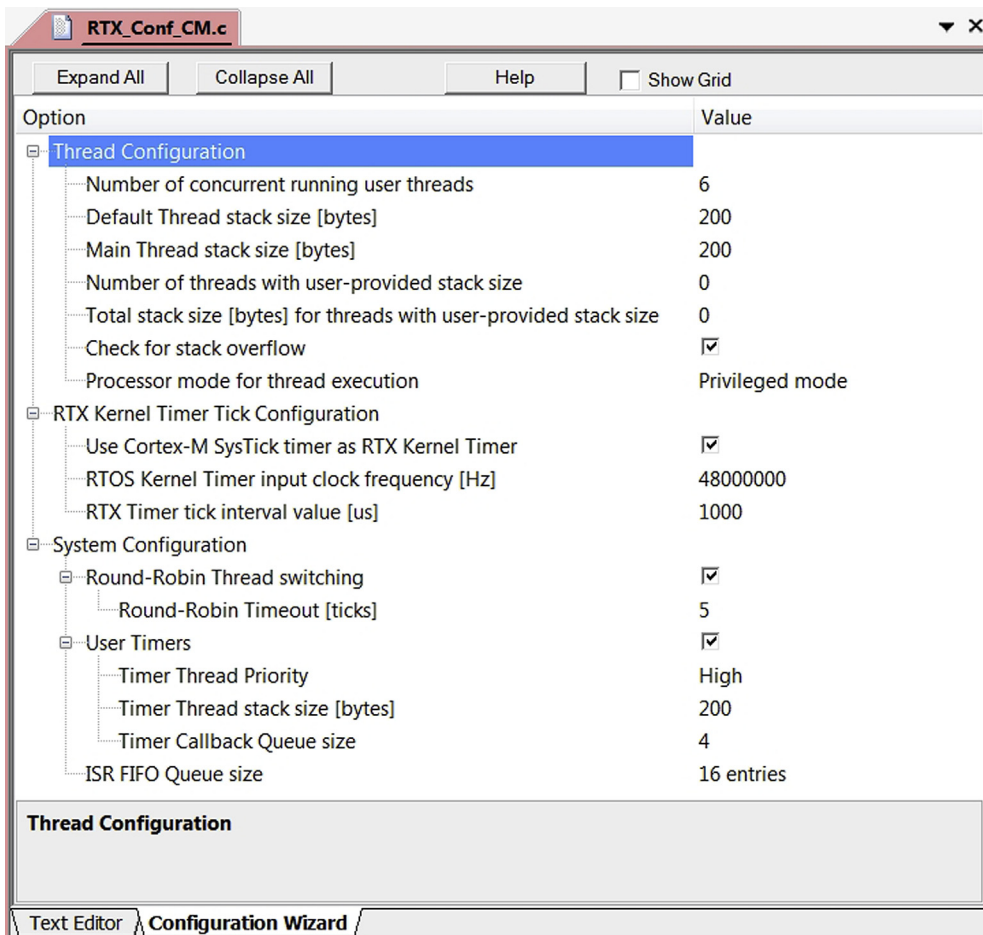 RTX_Conf_CM.c
Expand All Collapse All Help Show Grid
Option Value
Thread Configuration
Number of concurrent running user threads 6
Default Thread stack size [bytes] 200
Main Thread stack size [bytes] 200
Number of threads with user-provided stack size 0
Total stack size [bytes] for threads with user-provided stack size 0
Check for stack overflow
Processor mode for thread execution Privileged mode
RTX Kernel Timer Tick Configuration
Use Cortex-M SysTick timer as RTX Kernel Timer
RTOS Kernel Timer input clock frequency [Hz] 48000000
RTX Timer tick interval value [us] 1000
System Configuration
Round-Robin Thread switching
Round-Robin Timeout [ticks] 5
User Timers
Timer Thread Priority High
Timer Thread stack size [bytes] 200
Timer Callback Queue size 4
ISR FIFO Queue size 16 entries
Thread Configuration
Text Editor Configuration Wizard